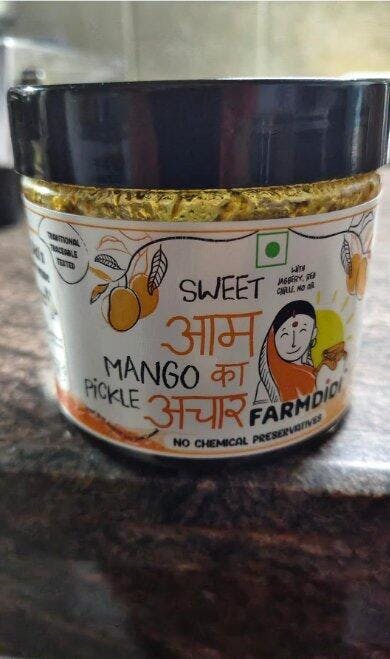 TRADITIONAL
TRACEABLE
TESTED
SWEET
WITH
JAGGERY, RED
CHILLI, NO OIL
आम
MANGO का
PICKLE अचार
FARMDIDI
NO CHEMICAL PRESERVATIVES